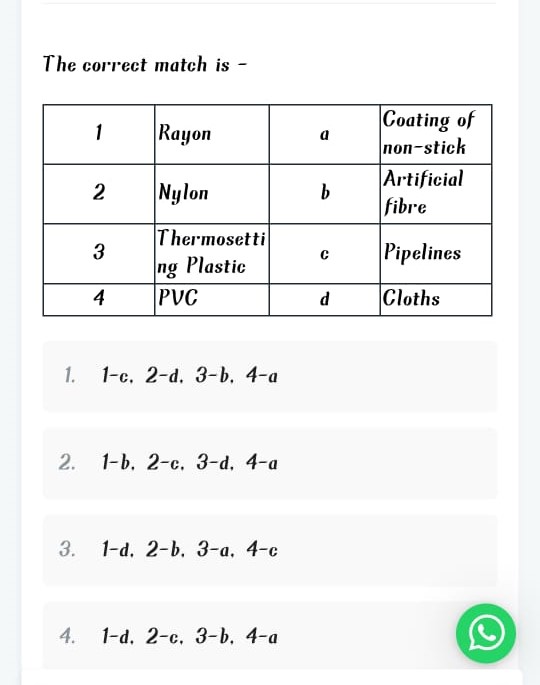 The correct match is -
1 Rayon a Coating of
non-stick
2 Nylon b Artificial
fibre
3 Thermosetti
ng Plastic c Pipelines
4 PVC d Cloths
1. 1-c, 2-d, 3-b, 4-a
2. 1-b, 2-c, 3-d, 4-a
3. 1-d, 2-b, 3-a, 4-c
4. 1-d, 2-c, 3-b, 4-a